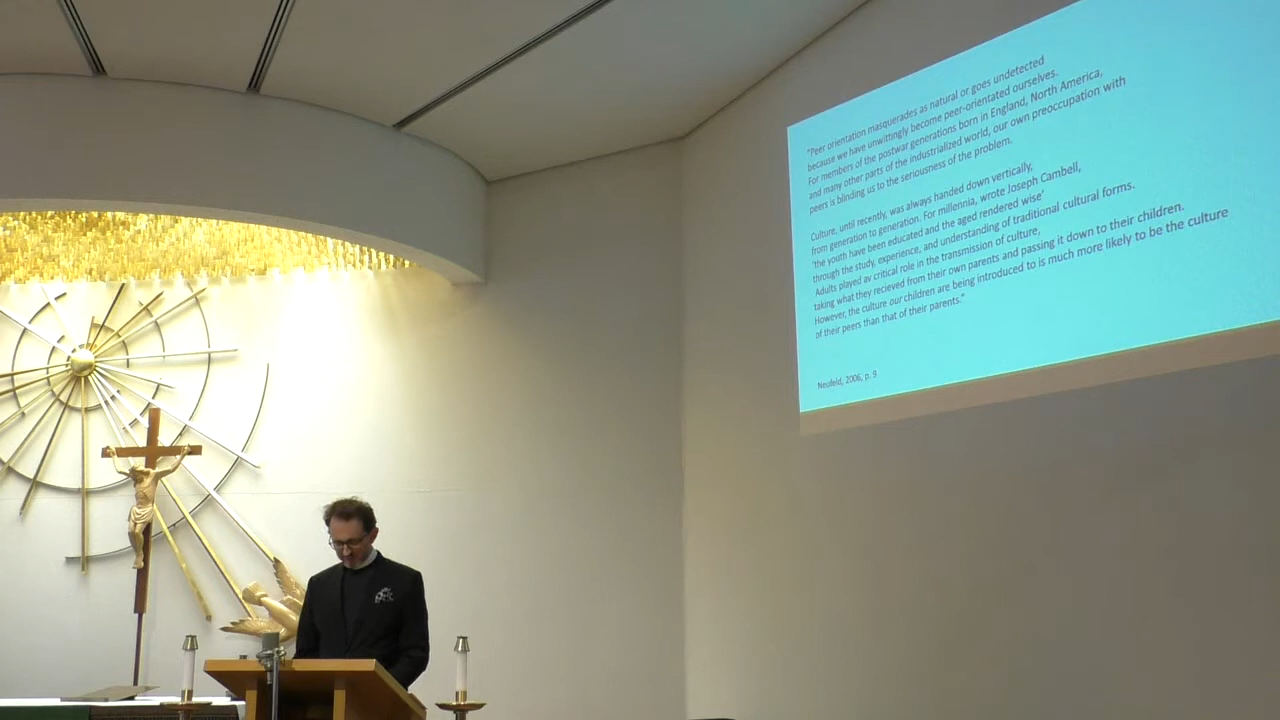 "Peer orientation masquerades as natural or goes undetected
because we have unwittingly become peer-orientated ourselves.
For members of the postwar generations born in England, North America,
and many other parts of the industrialized world, our own preoccupation with
peers is blinding us to the seriousness of the problem.
Culture, until recently, was always handed down vertically,
from generation to generation. For millennia, wrote Joseph Cambell,
'the youth have been educated and the aged rendered wise'
through the study, experience, and understanding of traditional cultural forms.
Adults played av critical role in the transmission of culture,
taking what they recieved from their own parents and passing it down to their children.
However, the culture our children are being introduced to is much more likely to be the culture
of their peers than that of their parents."
Neufeld, 2006, p. 9